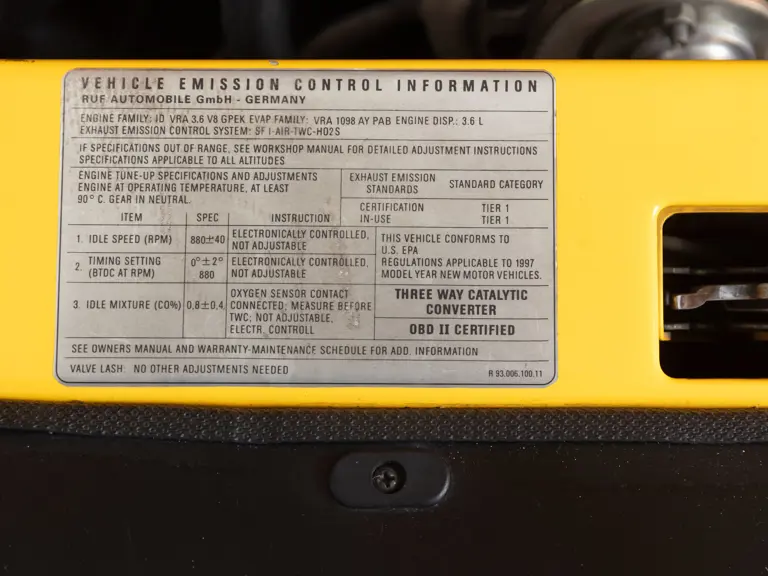 VEHICLE EMISSION CONTROL INFORMATION
RUF AUTOMOBILE GmbH - GERMANY
ENGINE FAMILY: ID VRA 3.6 V8 GPEK EVAP FAMILY: VRA 1098 AY PAB ENGINE DISP.: 3.6 L
EXHAUST EMISSION CONTROL SYSTEM: SF I-AIR-TWC-HO2S
IF SPECIFICATIONS OUT OF RANGE, SEE WORKSHOP MANUAL FOR DETAILED ADJUSTMENT INSTRUCTIONS
SPECIFICATIONS APPLICABLE TO ALL ALTITUDES
ENGINE TUNE-UP SPECIFICATIONS AND ADJUSTMENTS
ENGINE AT OPERATING TEMPERATURE, AT LEAST
90° C. GEAR IN NEUTRAL.
EXHAUST EMISSION
STANDARDS
STANDARD CATEGORY
CERTIFICATION TIER 1
IN-USE TIER 1
ITEM SPEC INSTRUCTION
1. IDLE SPEED (RPM) 880±40 ELECTRONICALLY CONTROLLED,
NOT ADJUSTABLE
2. TIMING SETTING
(BTDC AT RPM)
0°±2°
880
ELECTRONICALLY CONTROLLED,
NOT ADJUSTABLE
3. IDLE MIXTURE (CO%) 0,8±0,4
OXYGEN SENSOR CONTACT
CONNECTED; MEASURE BEFORE
TWC; NOT ADJUSTABLE,
ELECTR. CONTROLL
THIS VEHICLE CONFORMS TO
U.S. EPA
REGULATIONS APPLICABLE TO 1997
MODEL YEAR NEW MOTOR VEHICLES.
THREE WAY CATALYTIC
CONVERTER
OBD II CERTIFIED
SEE OWNERS MANUAL AND WARRANTY-MAINTENANCE SCHEDULE FOR ADD. INFORMATION
VALVE LASH: NO OTHER ADJUSTMENTS NEEDED
R 93.006.100.11